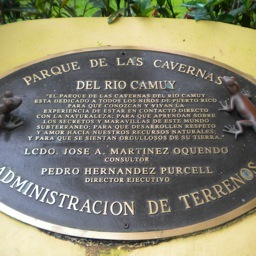 PARQUE DE LAS CAVERNAS
DEL RIO CAMUY
"EL PARQUE DE LAS CAVERNAS DEL RIO CAMUY
ESTA DEDICADO A TODOS LOS NIÑOS DE PUERTO RICO
PARA QUE CONOZCAN Y VIVAN LA
EXPERIENCIA DE ESTAR EN CONTACTO DIRECTO
CON LA NATURALEZA; PARA QUE APRENDAN SOBRE
LOS SECRETOS Y MARAVILLAS DE ESTE MUNDO
SUBTERRANEO; PARA QUE DESARROLLEN RESPETO
Y AMOR HACIA NUESTROS RECURSOS NATURALES;
Y PARA QUE SE SIENTAN ORGULLOSOS DE SU TIERRA."
LCDO. JOSE A. MARTINEZ OQUENDO
CONSULTOR
PEDRO HERNANDEZ PURCELL
DIRECTOR EJECUTIVO
ADMINISTRACION DE TERRENOS